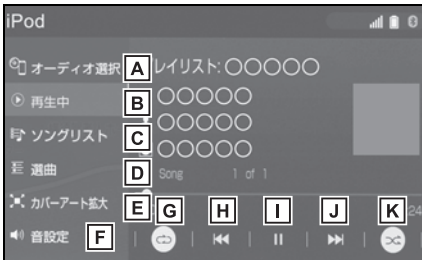 iPod
オーディオ選択 A レイリスト:○○○○○
再生中 B ○○○○○
○○○○○
ソングリスト C ○○○○○
選曲 D Song 1 of 1
カバーアート拡大 E 24
音設定 F G H I J K